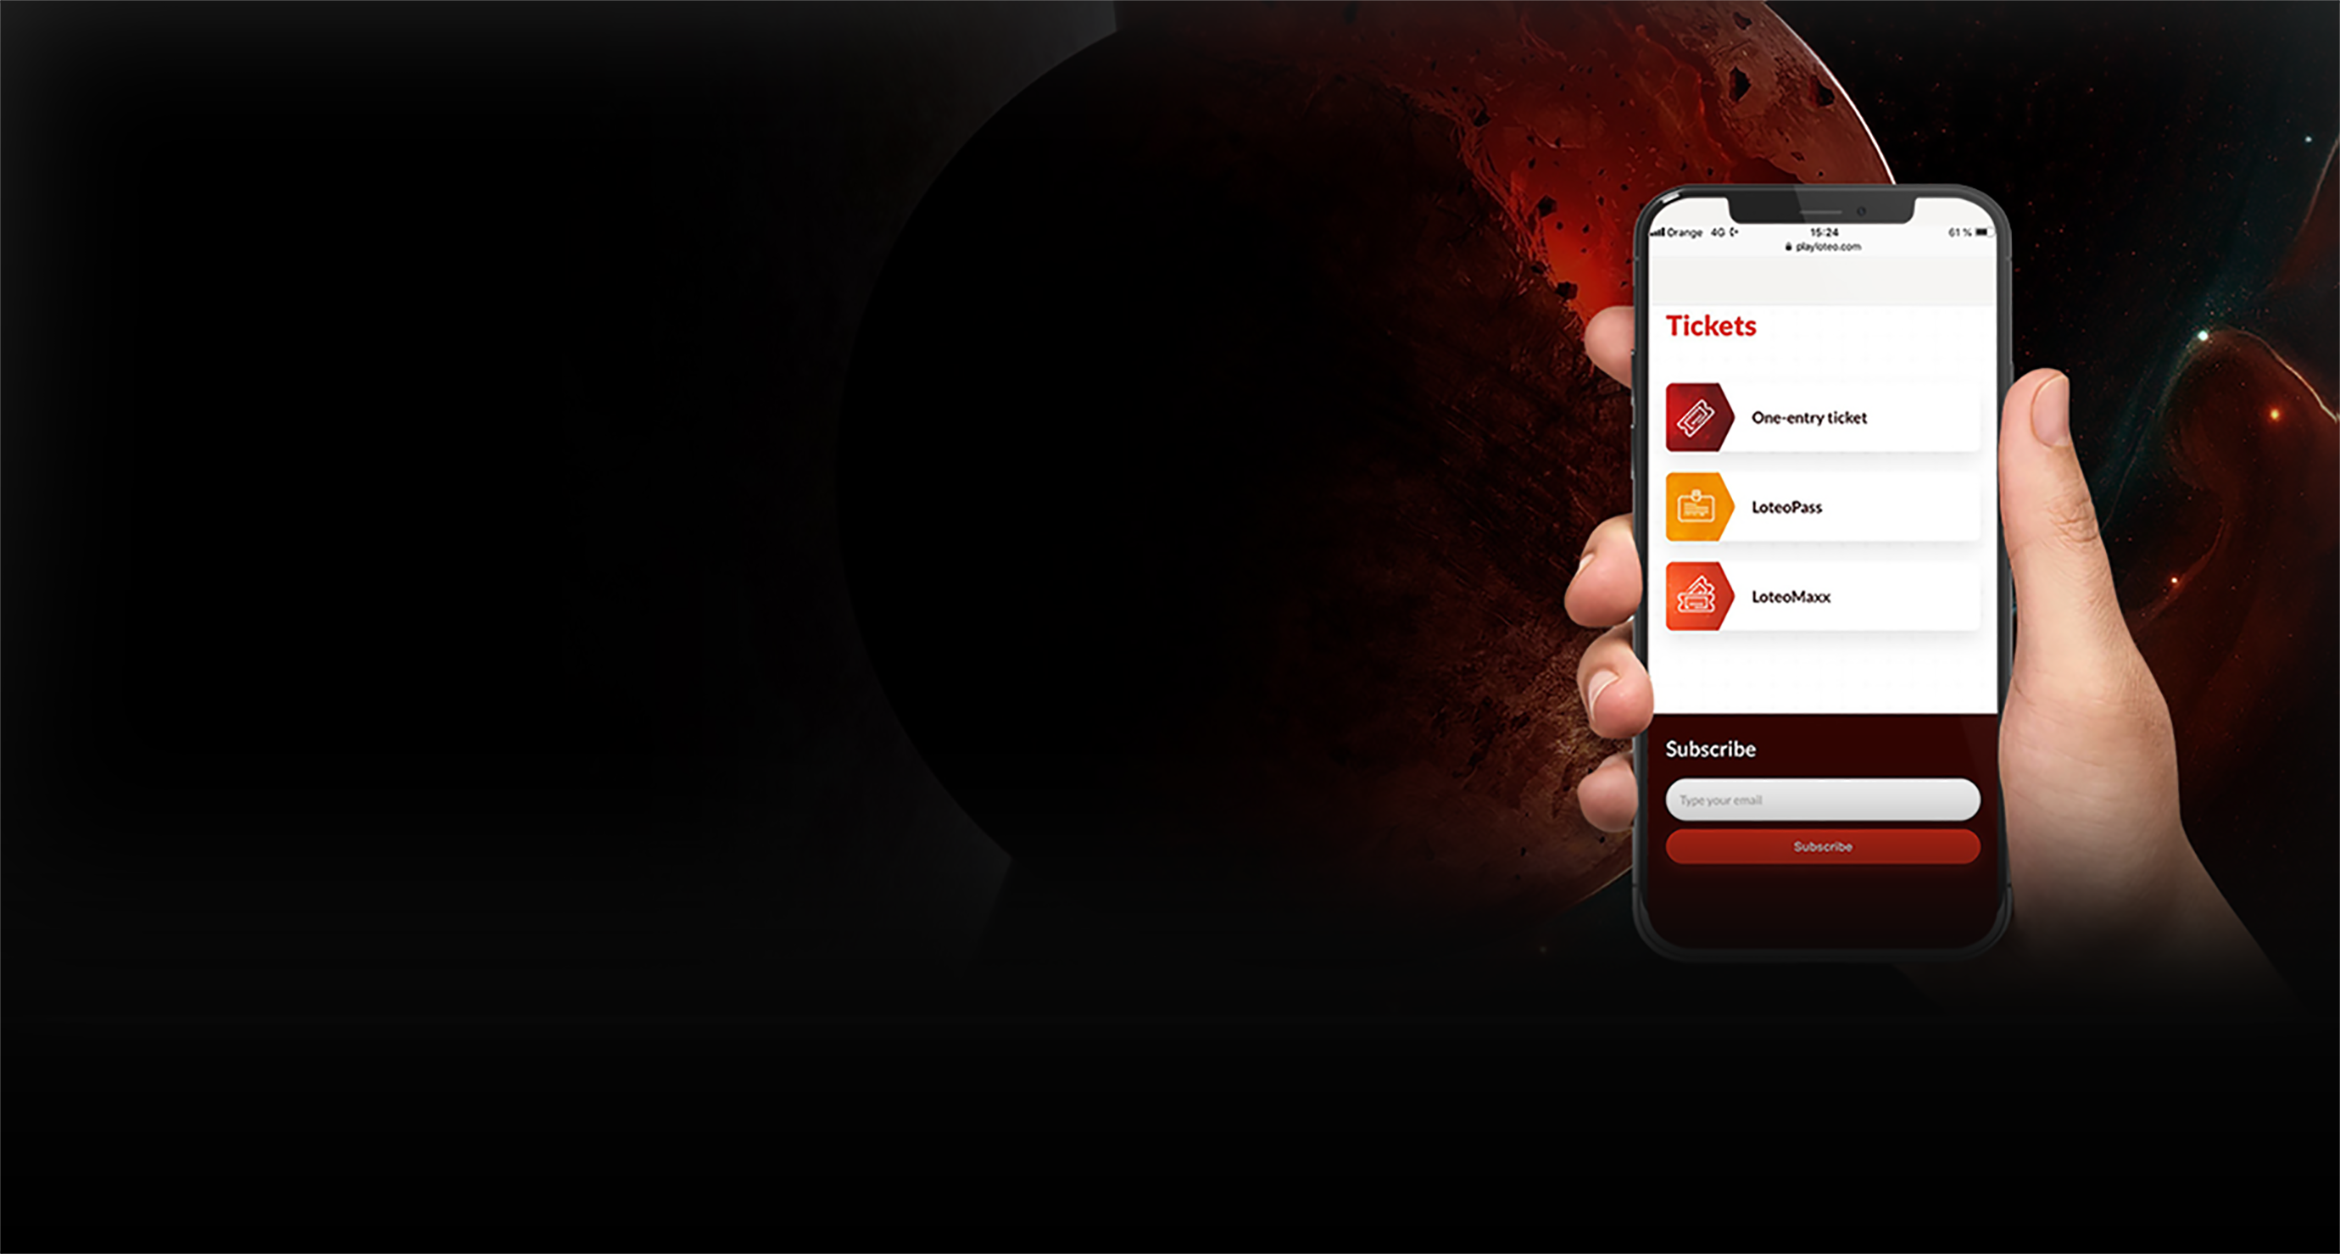 Orange 4G 15:24 61 %
playloteo.com
Tickets
One-entry ticket
LoteoPass
LoteoMaxx
Subscribe
Type your email
Subscribe